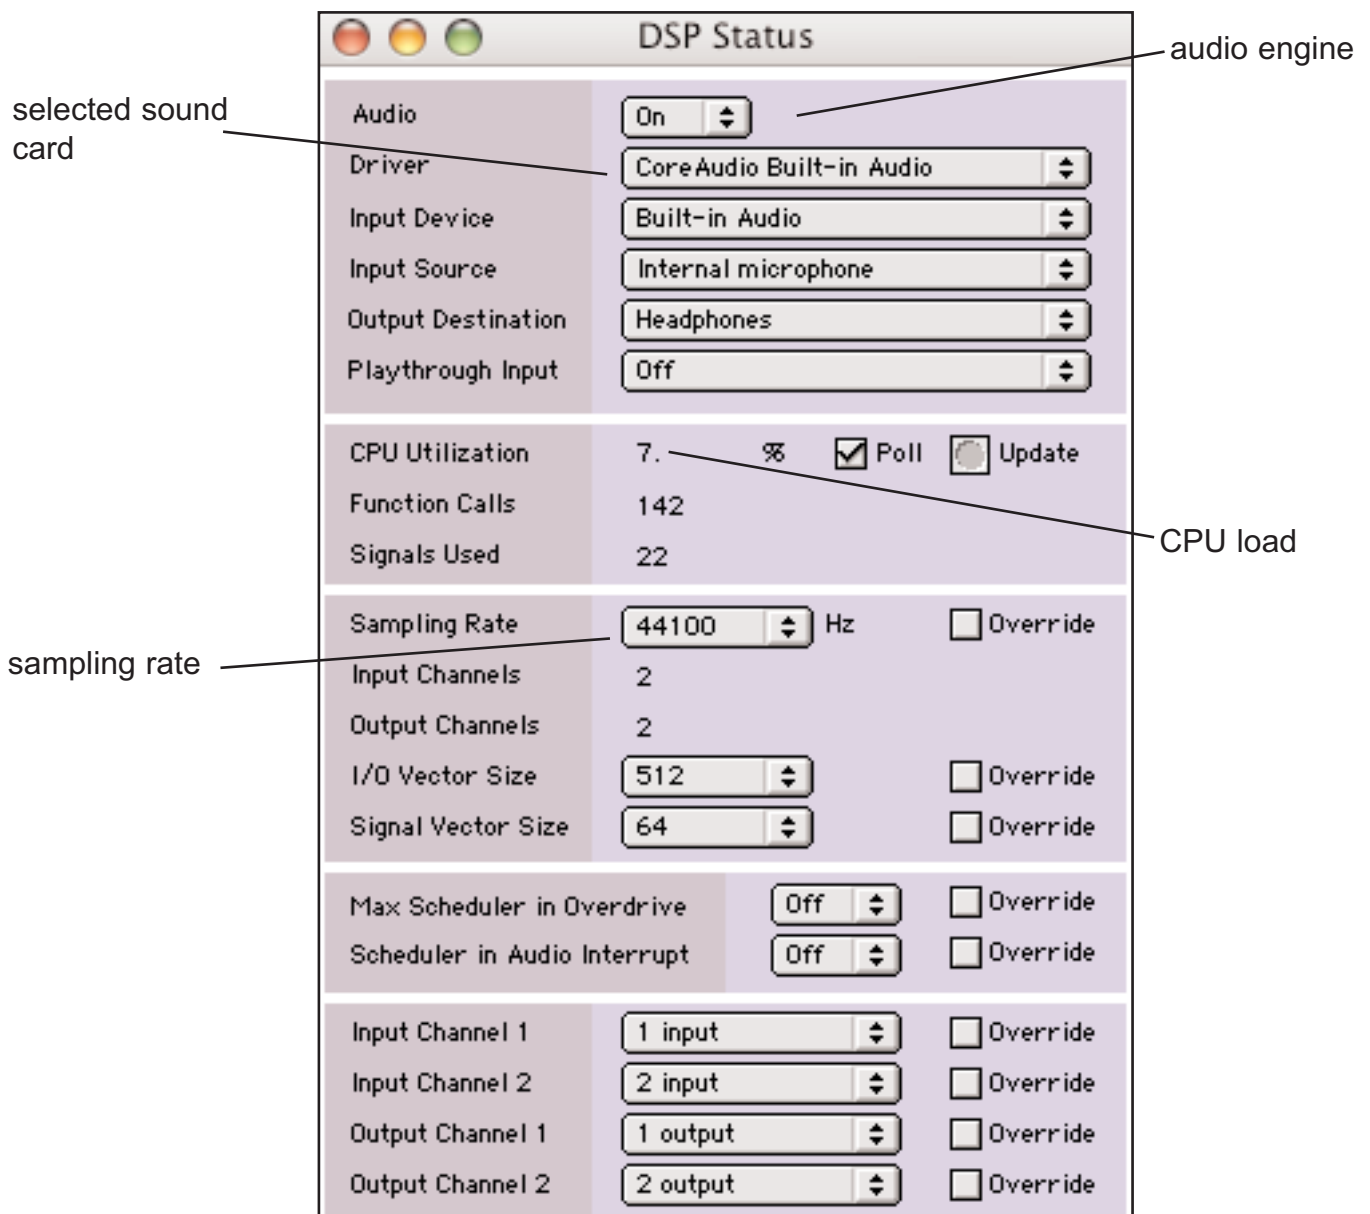 DSP Status
audio engine
selected sound
card
Audio On
Driver CoreAudio Built-in Audio
Input Device Built-in Audio
Input Source Internal microphone
Output Destination Headphones
Playthrough Input Off
CPU Utilization 7. % Poll Update
Function Calls 142
Signals Used 22
CPU load
Sampling Rate 44100 Hz Override
sampling rate
Input Channels 2
Output Channels 2
I/O Vector Size 512 Override
Signal Vector Size 64 Override
Max Scheduler in Overdrive Off Override
Scheduler in Audio Interrupt Off Override
Input Channel 1 1 input Override
Input Channel 2 2 input Override
Output Channel 1 1 output Override
Output Channel 2 2 output Override